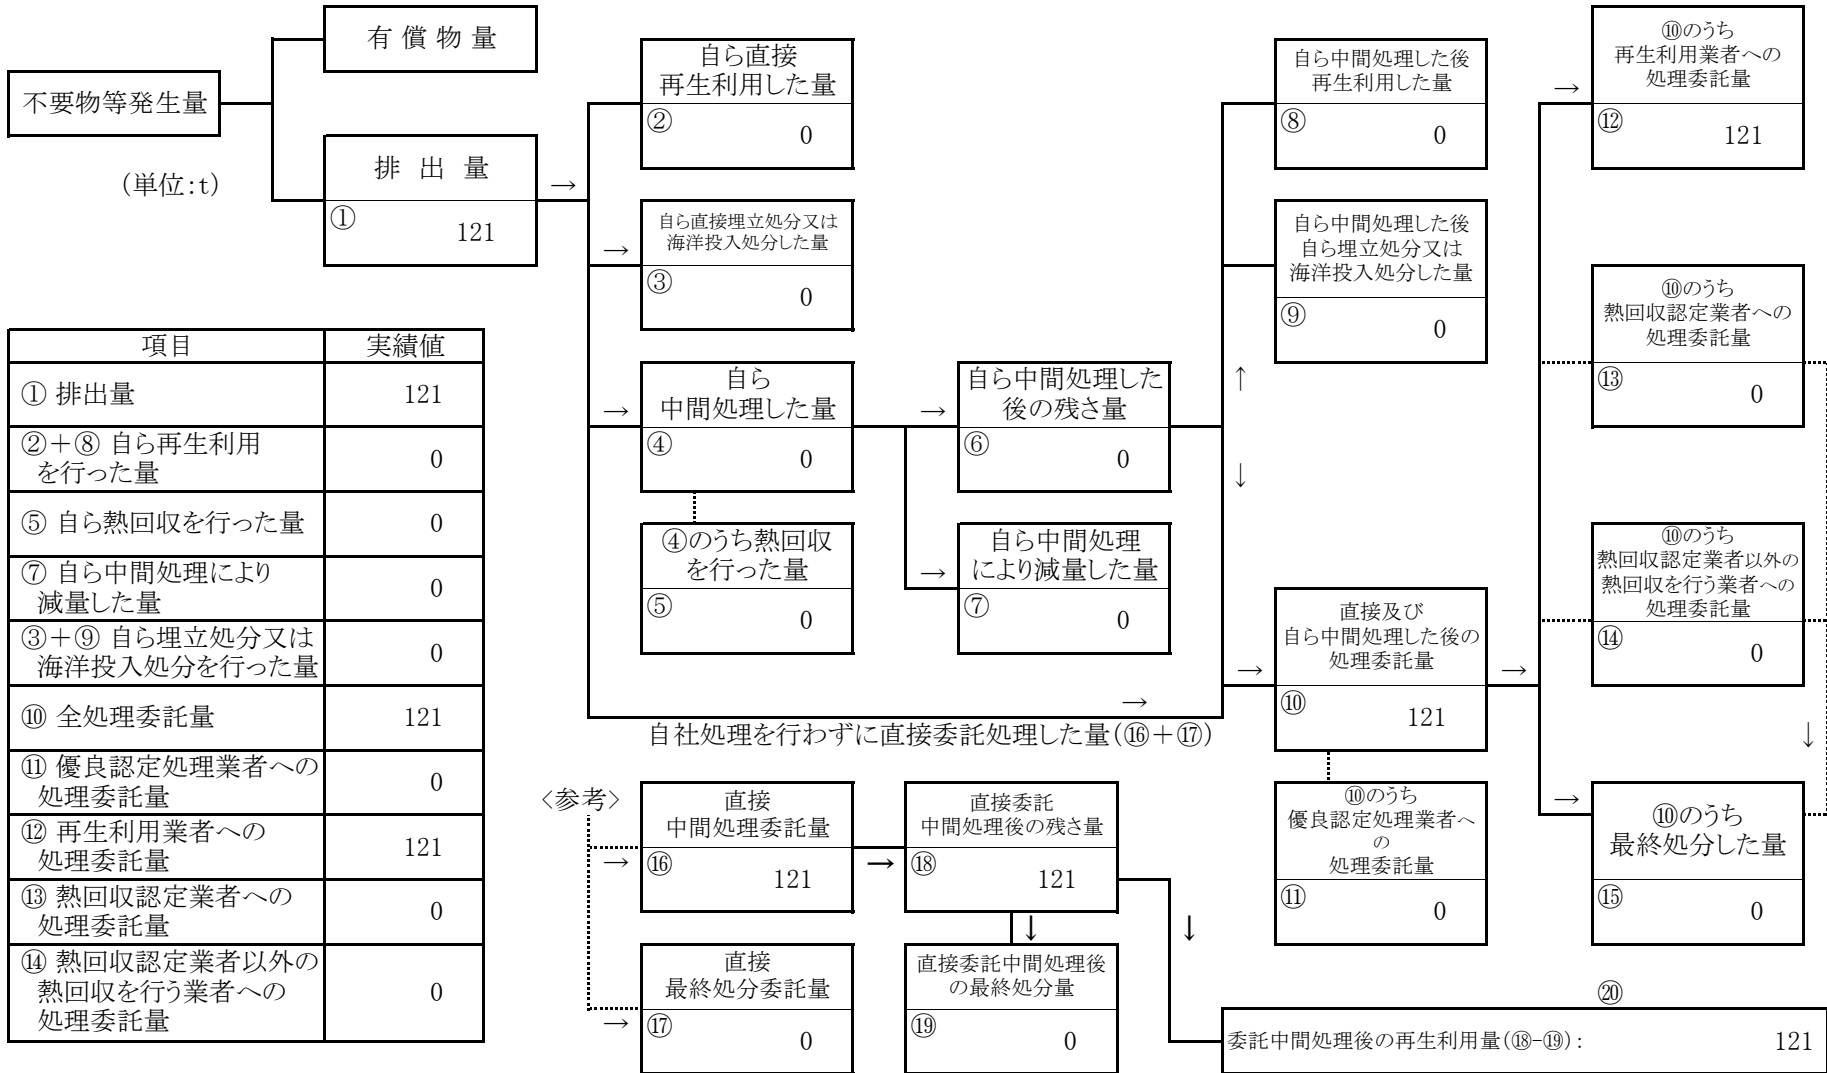 有 償 物 量
不要物等発生量
(単位:t)
排 出 量
①
121
→
自ら直接
再生利用した量
②
0
→
自ら直接埋立処分又は
海洋投入処分した量
③
0
→
自ら
中間処理した量
④
0
④のうち熱回収
を行った量
⑤
0
→
自ら中間処理した
後の残さ量
⑥
0
→
自ら中間処理
により減量した量
⑦
0
自ら中間処理した後
再生利用した量
⑧
0
自ら中間処理した後
自ら埋立処分又は
海洋投入処分した量
⑨
0
↑
↓
→
直接及び
自ら中間処理した後の
処理委託量
⑩
121
→
→
自社処理を行わずに直接委託処理した量(⑯+⑰)
⑩のうち
優良認定処理業者へ
の
処理委託量
⑪
0
→
⑩のうち
再生利用業者への
処理委託量
⑫
121
⑩のうち
熱回収認定業者への
処理委託量
⑬
0
⑩のうち
熱回収認定業者以外の
熱回収を行う業者への
処理委託量
⑭
0
↓
→
⑩のうち
最終処分した量
⑮
0
項目 実績値
① 排出量 121
②+⑧ 自ら再生利用
を行った量 0
⑤ 自ら熱回収を行った量 0
⑦ 自ら中間処理により
減量した量 0
③+⑨ 自ら埋立処分又は
海洋投入処分を行った量 0
⑩ 全処理委託量 121
⑪ 優良認定処理業者への
処理委託量 0
⑫ 再生利用業者への
処理委託量 121
⑬ 熱回収認定業者への
処理委託量 0
⑭ 熱回収認定業者以外の
熱回収を行う業者への
処理委託量 0
〈参考〉
→
直接
中間処理委託量
⑯
121
→
直接委託
中間処理後の残さ量
⑱
121
↓
↓
→
直接
最終処分委託量
⑰
0
直接委託中間処理後
の最終処分量
⑲
0
⑳
委託中間処理後の再生利用量(⑱-⑲): 121